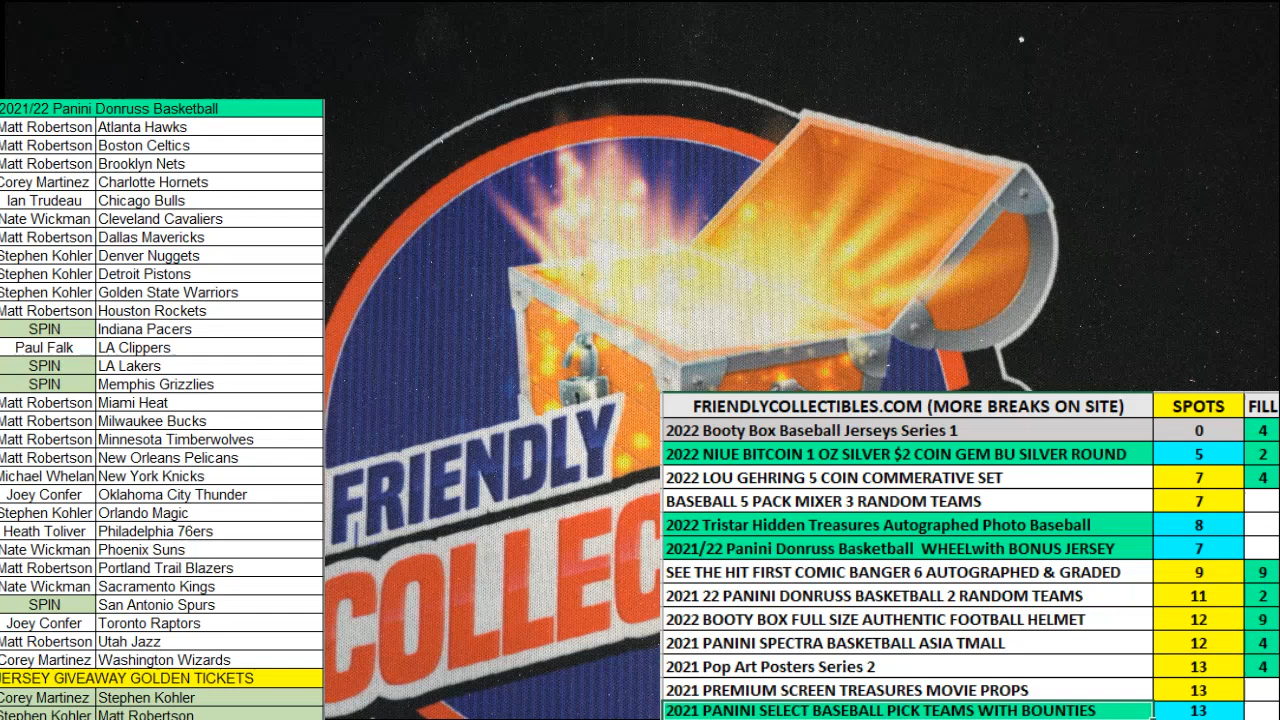 2021/22 Panini Donruss Basketball
Matt Robertson Atlanta Hawks
Matt Robertson Boston Celtics
Matt Robertson Brooklyn Nets
Corey Martinez Charlotte Hornets
Ian Trudeau Chicago Bulls
Nate Wickman Cleveland Cavaliers
Matt Robertson Dallas Mavericks
Stephen Kohler Denver Nuggets
Stephen Kohler Detroit Pistons
Stephen Kohler Golden State Warriors
Matt Robertson Houston Rockets
SPIN Indiana Pacers
Paul Falk LA Clippers
SPIN LA Lakers
SPIN Memphis Grizzlies
Matt Robertson Miami Heat
Matt Robertson Milwaukee Bucks
Matt Robertson Minnesota Timberwolves
Matt Robertson New Orleans Pelicans
Michael Whelan New York Knicks
Joey Confer Oklahoma City Thunder
Stephen Kohler Orlando Magic
Heath Toliver Philadelphia 76ers
Nate Wickman Phoenix Suns
Matt Robertson Portland Trail Blazers
Nate Wickman Sacramento Kings
SPIN San Antonio Spurs
Joey Confer Toronto Raptors
Matt Robertson Utah Jazz
Corey Martinez Washington Wizards
JERSEY GIVEAWAY GOLDEN TICKETS
Corey Martinez Stephen Kohler
Stephen Kohler Matt Robertson
FRIENDLY
COLLEC
FRIENDLYCOLLECTIBLES.COM (MORE BREAKS ON SITE) SPOTS FILL
2022 Booty Box Baseball Jerseys Series 1 0 4
2022 NIUE BITCOIN 1 OZ SILVER $2 COIN GEM BU SILVER ROUND 5 2
2022 LOU GEHRING 5 COIN COMMERATIVE SET 7 4
BASEBALL 5 PACK MIXER 3 RANDOM TEAMS 7
2022 Tristar Hidden Treasures Autographed Photo Baseball 8
2021/22 Panini Donruss Basketball WHEELwith BONUS JERSEY 7
SEE THE HIT FIRST COMIC BANGER 6 AUTOGRAPHED & GRADED 9 9
2021 22 PANINI DONRUSS BASKETBALL 2 RANDOM TEAMS 11 2
2022 BOOTY BOX FULL SIZE AUTHENTIC FOOTBALL HELMET 12 9
2021 PANINI SPECTRA BASKETBALL ASIA TMALL 12 4
2021 Pop Art Posters Series 2 13 4
2021 PREMIUM SCREEN TREASURES MOVIE PROPS 13
2021 PANINI SELECT BASEBALL PICK TEAMS WITH BOUNTIES 13